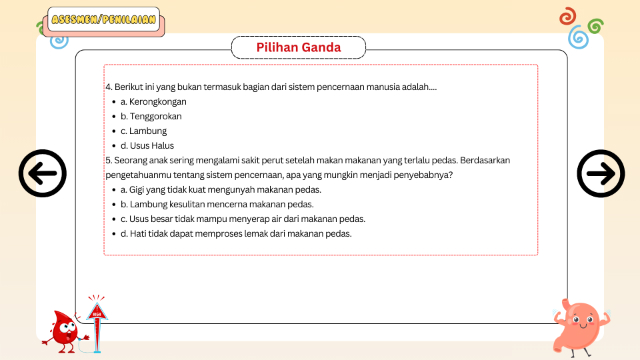 ASESMEN/PENILAIAN
Pilihan Ganda
4. Berikut ini yang bukan termasuk bagian dari sistem pencernaan manusia adalah....
• a. Kerongkongan
• b. Tenggorokan
• c. Lambung
• d. Usus Halus
5. Seorang anak sering mengalami sakit perut setelah makan makanan yang terlalu pedas. Berdasarkan
pengetahuanmu tentang sistem pencernaan, apa yang mungkin menjadi penyebabnya?
• a. Gigi yang tidak kuat mengunyah makanan pedas.
• b. Lambung kesulitan mencerna makanan pedas.
• c. Usus besar tidak mampu menyerap air dari makanan pedas.
• d. Hati tidak dapat memproses lemak dari makanan pedas.